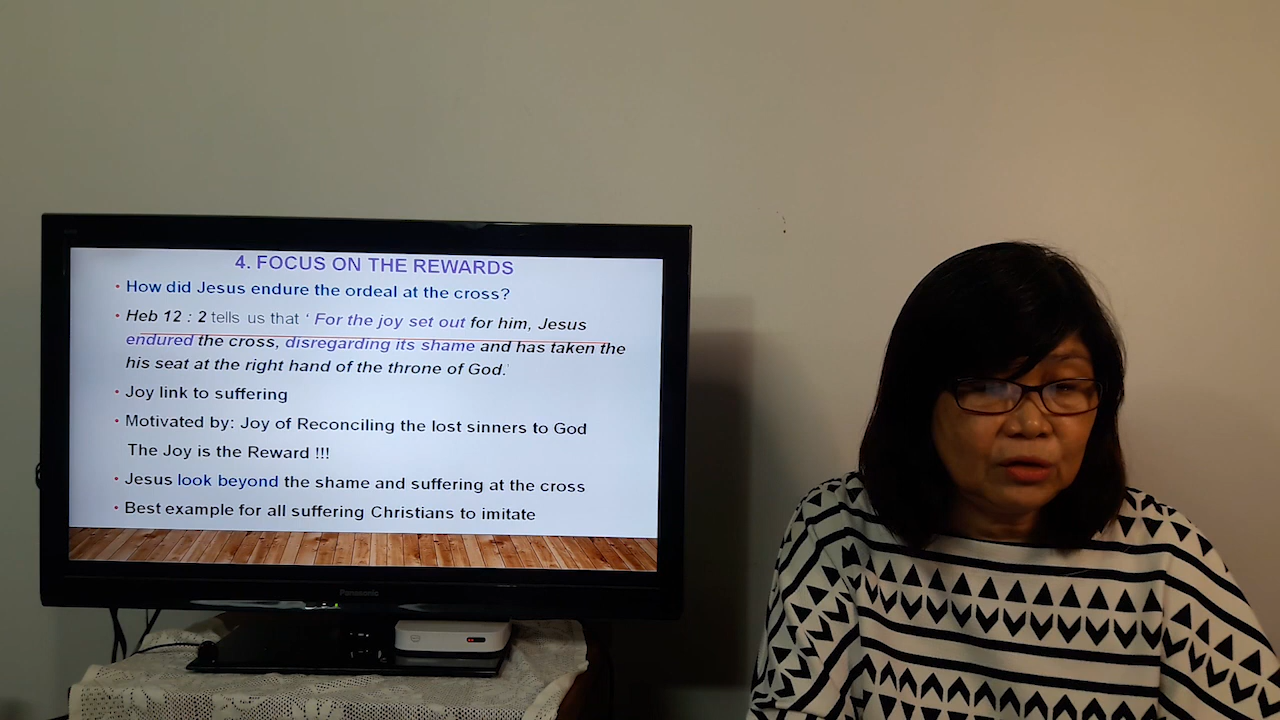 4. FOCUS ON THE REWARDS
• How did Jesus endure the ordeal at the cross?
• Heb 12 : 2 tells us that ‘ For the joy set out for him, Jesus
endured the cross, disregarding its shame and has taken the
his seat at the right hand of the throne of God.’
• Joy link to suffering
• Motivated by: Joy of Reconciling the lost sinners to God
The Joy is the Reward !!!
• Jesus look beyond the shame and suffering at the cross
• Best example for all suffering Christians to imitate
Panasonic